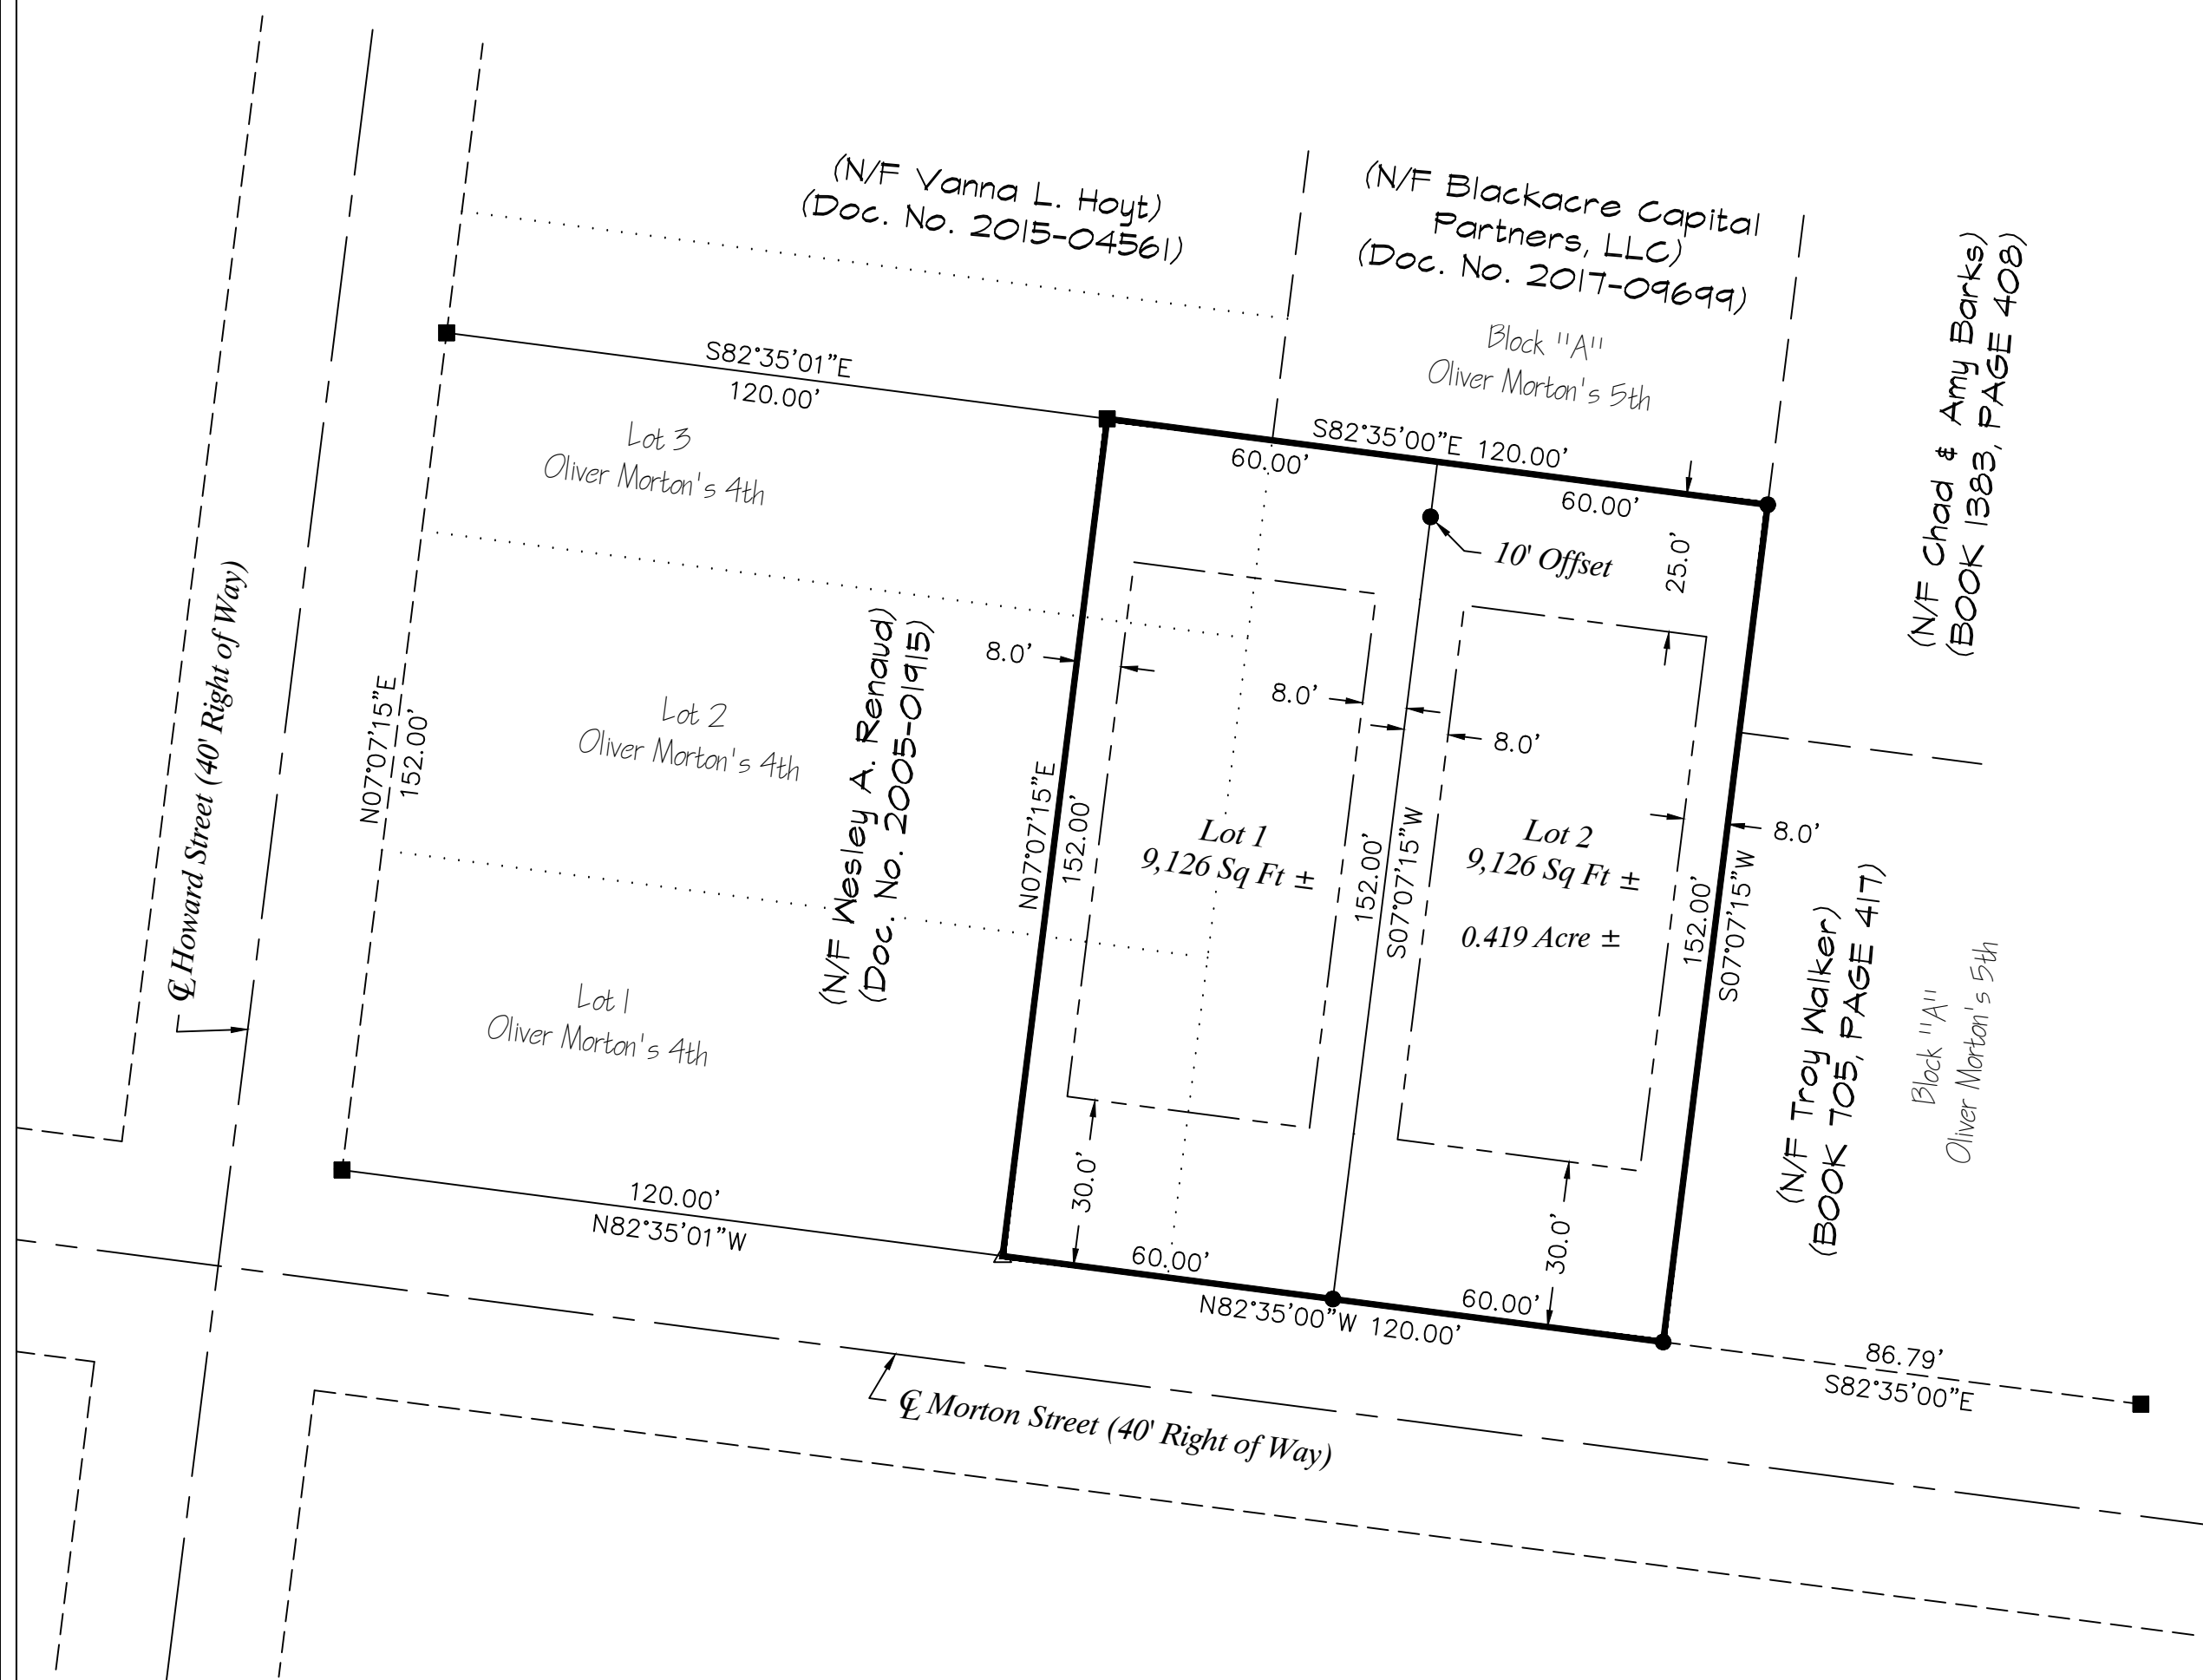 (N/F Vanna L. Hoyt)
(Doc. No. 2015-04561)
(N/F Blackacre Capital
Partners, LLC)
(Doc. No. 2017-09699)
Block "A"
Oliver Morton's 5th
(N/F Chad & Amy Barks)
(BOOK 1383, PAGE 408)
S82°35'01"E
120.00'
S82°35'00"E 120.00'
60.00'
60.00'
Lot 3
Oliver Morton's 4th
10' Offset
25.0'
℄ Howard Street (40' Right of Way)
N07°07'15"E
152.00'
Lot 2
Oliver Morton's 4th
(N/F Wesley A. Renaud)
(Doc. No. 2005-01915)
8.0'
8.0'
8.0'
8.0'
N07°07'15"E
152.00'
Lot 1
9,126 Sq Ft ±
152.00'
S07°07'15"W
Lot 2
9,126 Sq Ft ±
0.419 Acre ±
152.00'
S07°07'15"W
(N/F Troy Walker)
(BOOK 705, PAGE 417)
Block "A"
Oliver Morton's 5th
Lot 1
Oliver Morton's 4th
30.0'
30.0'
120.00'
N82°35'01"W
60.00'
60.00'
N82°35'00"W 120.00'
86.79'
S82°35'00"E
℄ Morton Street (40' Right of Way)